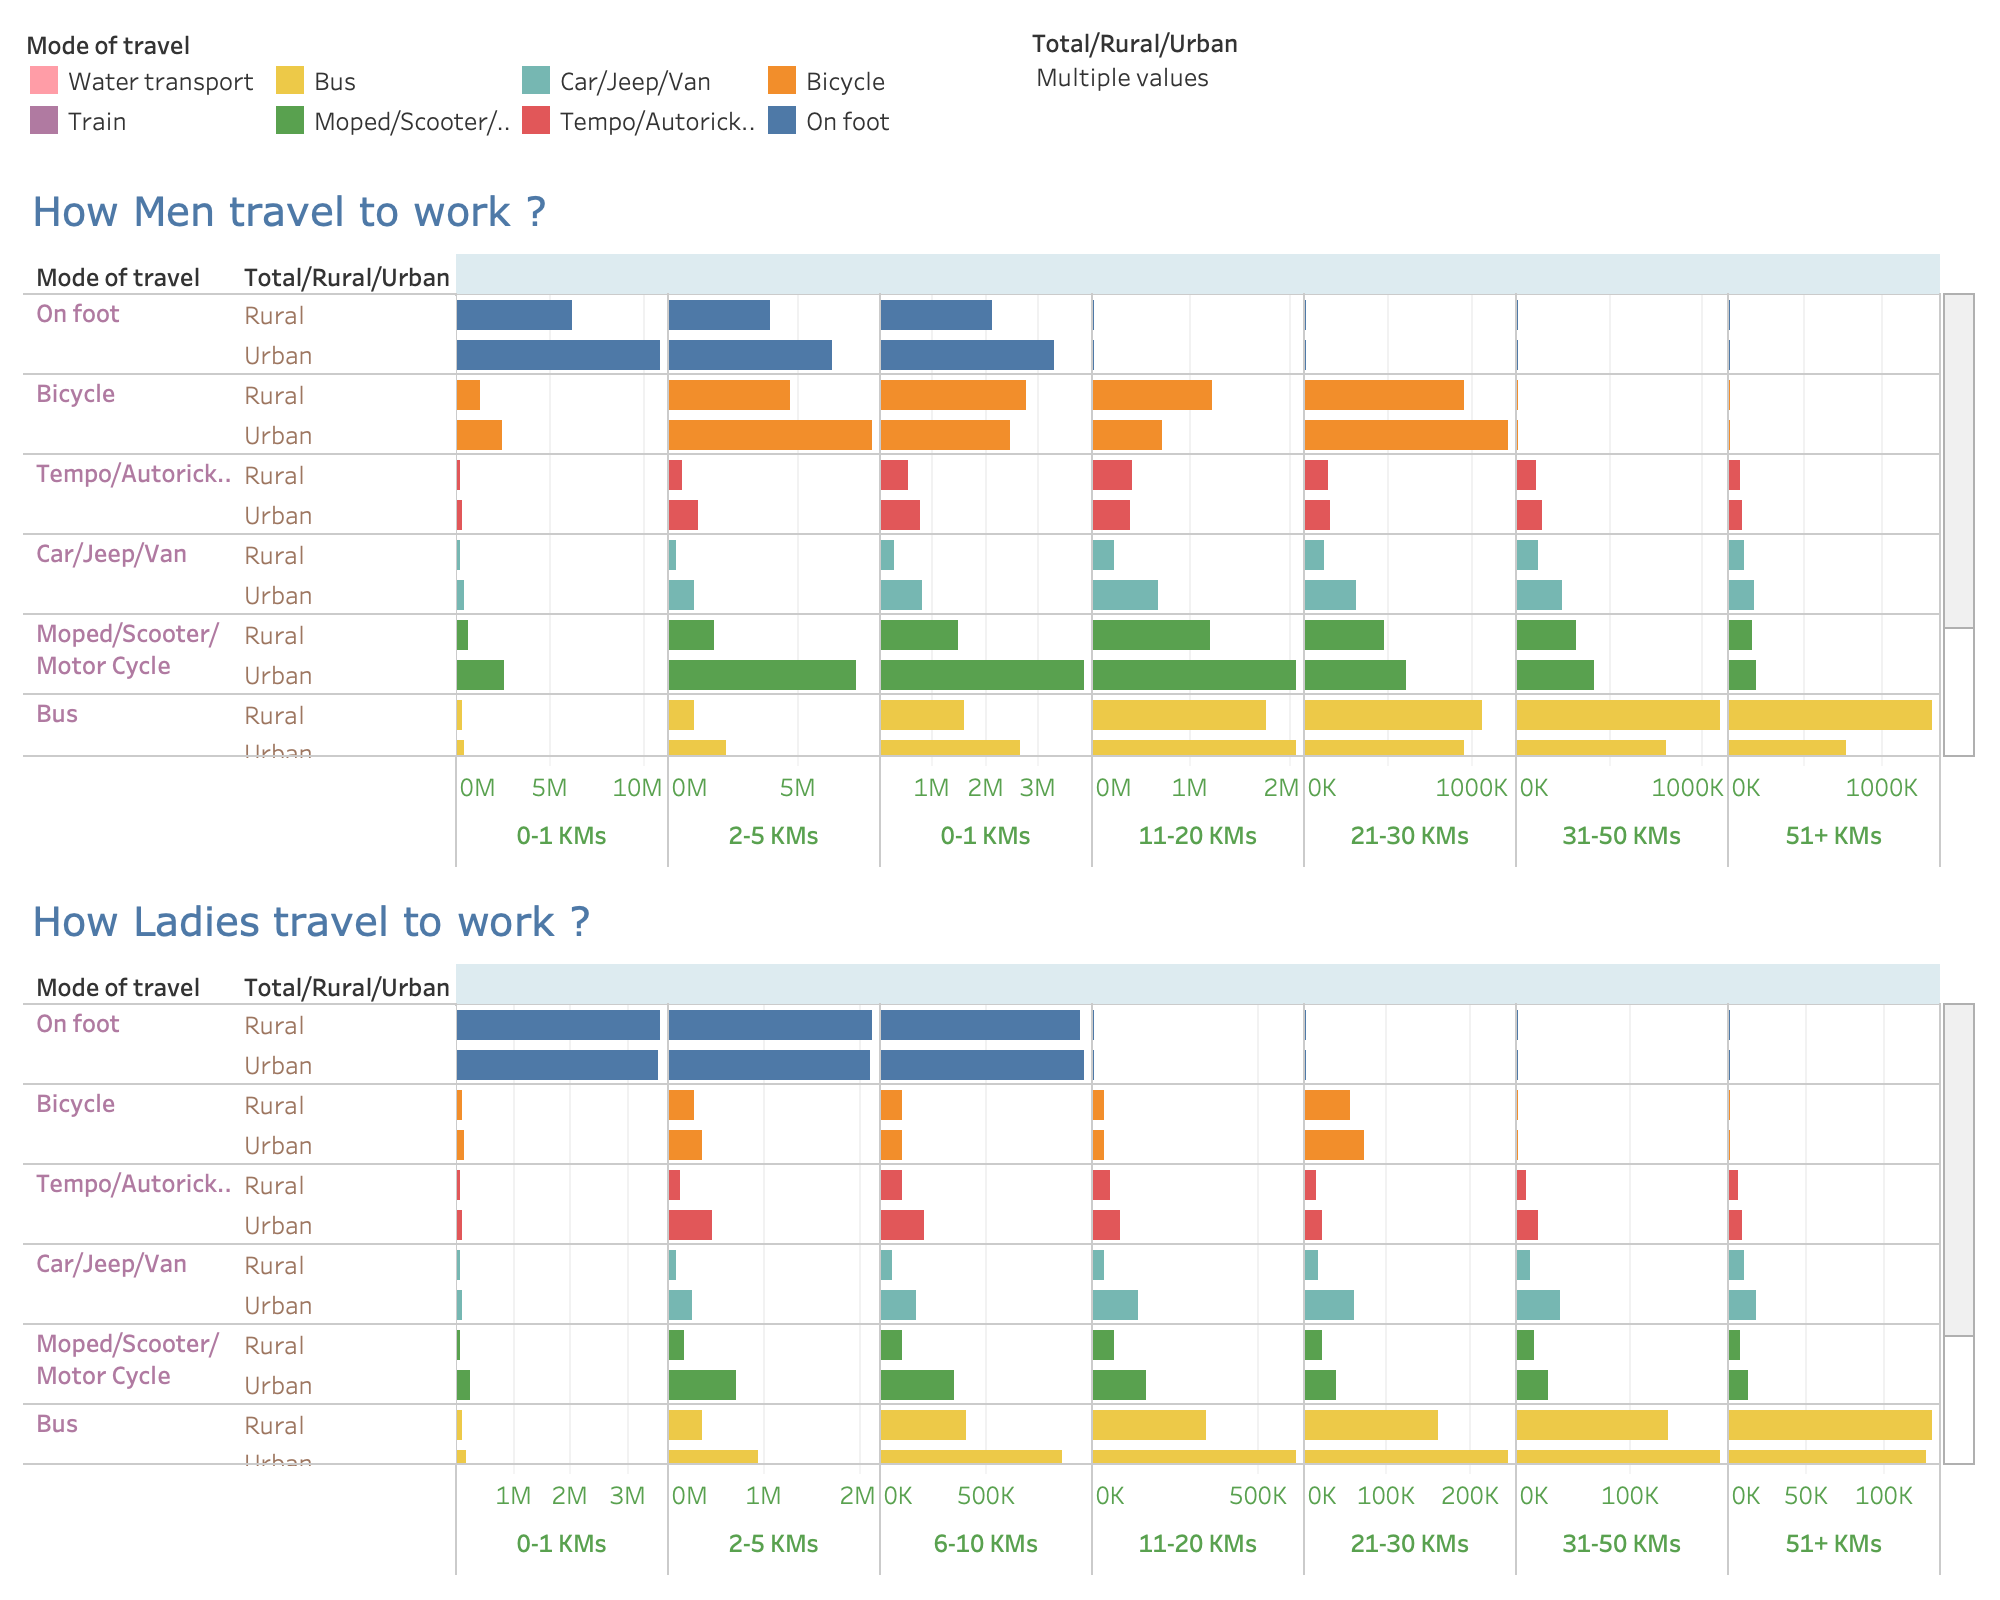 Mode of travel
Water transport Bus Car/Jeep/Van Bicycle
Train Moped/Scooter/.. Tempo/Autorick.. On foot
Total/Rural/Urban
Multiple values
How Men travel to work ?
Mode of travel Total/Rural/Urban
On foot Rural
Urban
Bicycle Rural
Urban
Tempo/Autorick.. Rural
Urban
Car/Jeep/Van Rural
Urban
Moped/Scooter/ Rural
Motor Cycle Urban
Bus Rural
Urban
0M 5M 10M 0M 5M 1M 2M 3M 0M 1M 2M 0K 1000K 0K 1000K 0K 1000K
0-1 KMs 2-5 KMs 0-1 KMs 11-20 KMs 21-30 KMs 31-50 KMs 51+ KMs
How Ladies travel to work ?
Mode of travel Total/Rural/Urban
On foot Rural
Urban
Bicycle Rural
Urban
Tempo/Autorick.. Rural
Urban
Car/Jeep/Van Rural
Urban
Moped/Scooter/ Rural
Motor Cycle Urban
Bus Rural
Urban
1M 2M 3M 0M 1M 2M 0K 500K 0K 500K 0K 100K 200K 0K 100K 0K 50K 100K
0-1 KMs 2-5 KMs 6-10 KMs 11-20 KMs 21-30 KMs 31-50 KMs 51+ KMs